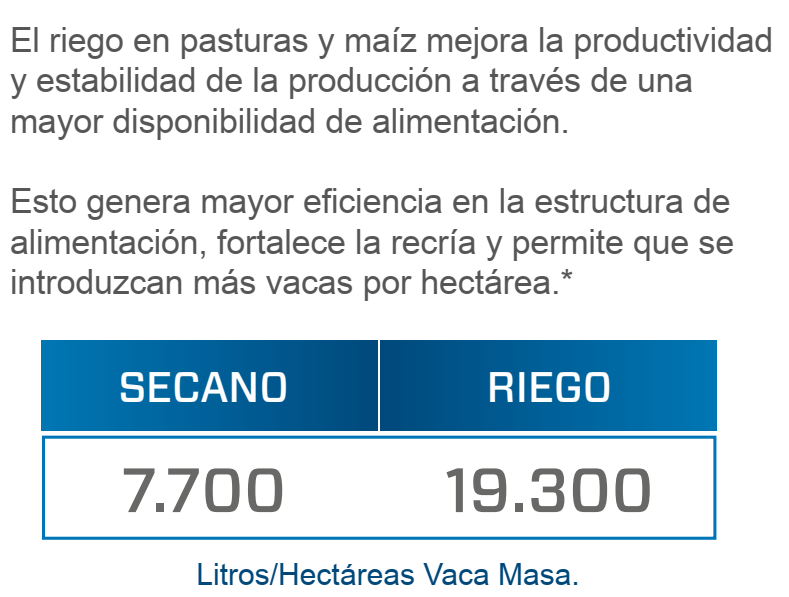 El riego en pasturas y maíz mejora la productividad
y estabilidad de la producción a través de una
mayor disponibilidad de alimentación.
Esto genera mayor eficiencia en la estructura de
alimentación, fortalece la recría y permite que se
introduzcan más vacas por hectárea.*
SECANO RIEGO
7.700 19.300
Litros/Hectáreas Vaca Masa.